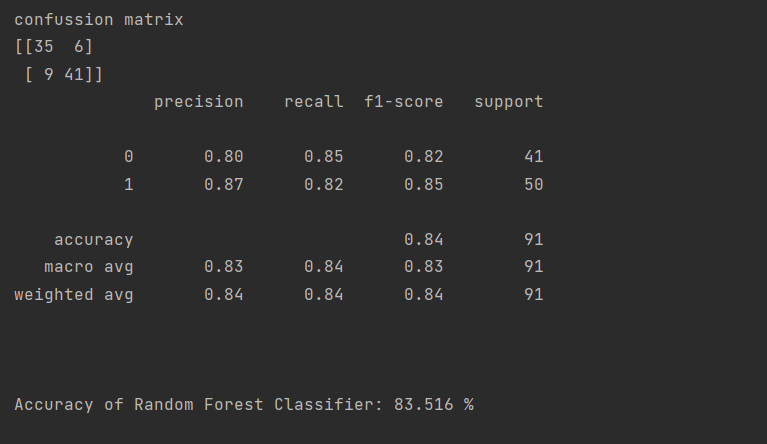 confussion matrix
[[35  6]
 [ 9 41]]
              precision    recall  f1-score   support

           0       0.80      0.85      0.82        41
           1       0.87      0.82      0.85        50

    accuracy                           0.84        91
   macro avg       0.83      0.84      0.83        91
weighted avg       0.84      0.84      0.84        91

Accuracy of Random Forest Classifier: 83.516 %